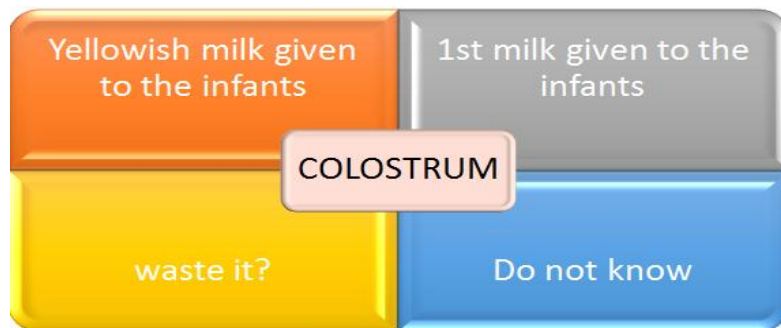 Yellowish milk given
to the infants
1st milk given to the
infants
COLOSTRUM
waste it?
Do not know